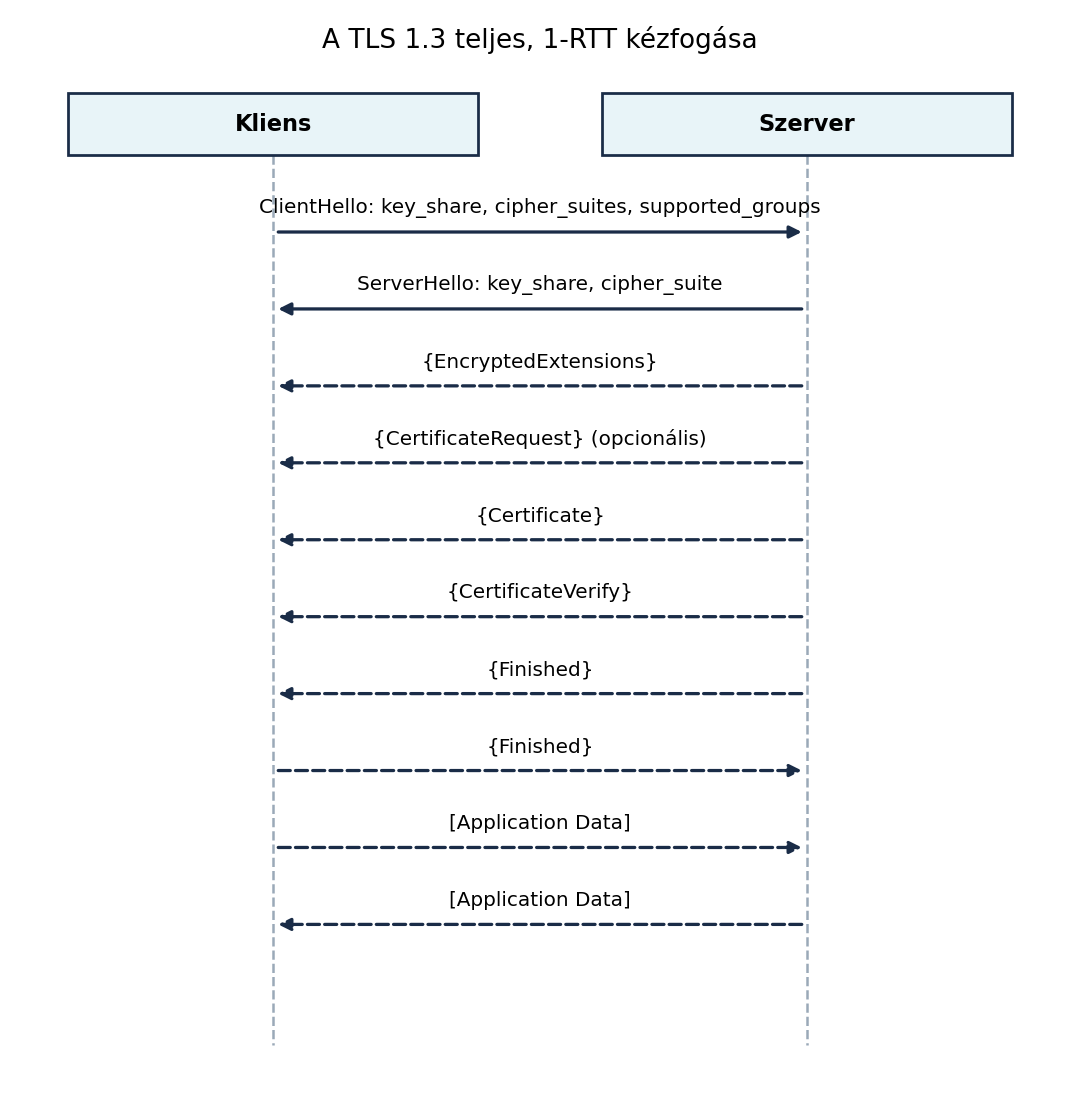 A TLS 1.3 teljes, 1-RTT kézfogása
Kliens
Szerver
ClientHello: key_share, cipher_suites, supported_groups
ServerHello: key_share, cipher_suite
{EncryptedExtensions}
{CertificateRequest} (opcionális)
{Certificate}
{CertificateVerify}
{Finished}
{Finished}
[Application Data]
[Application Data]